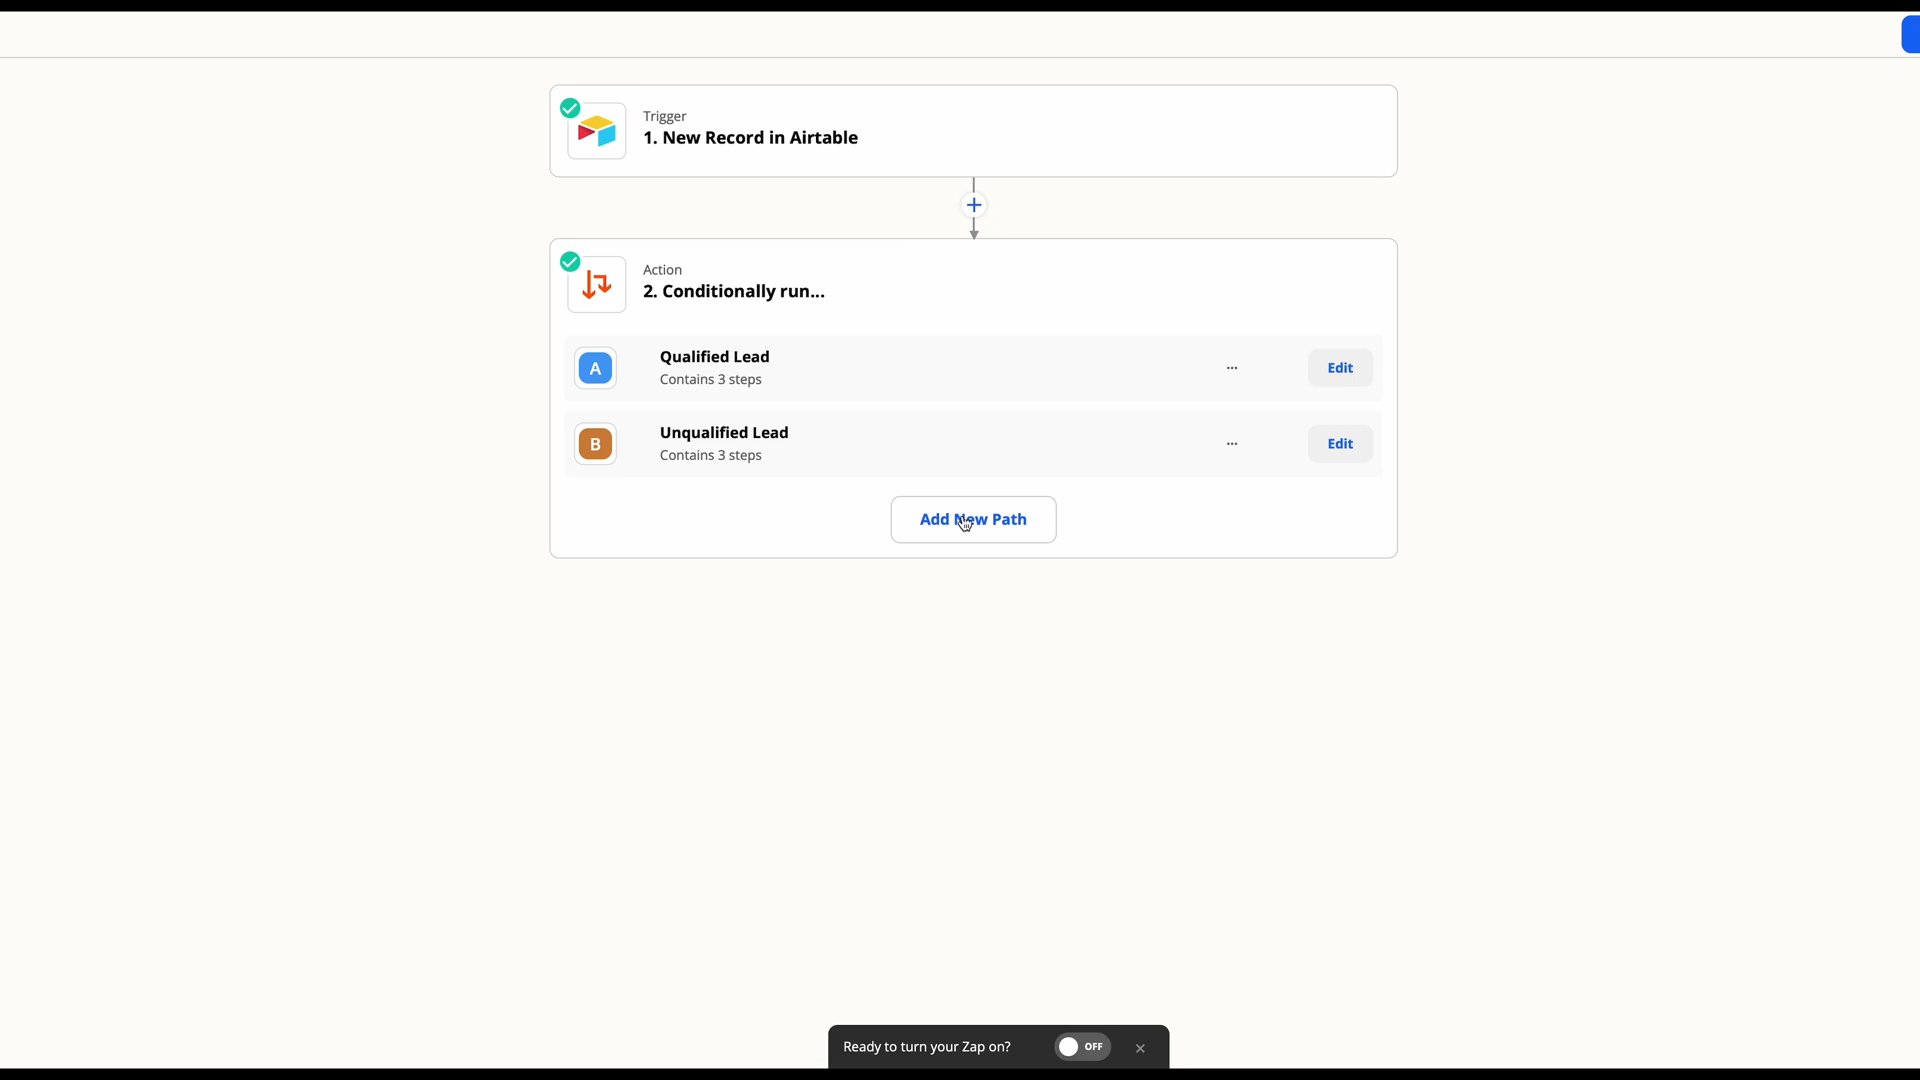 Trigger
1. New Record in Airtable
Action
2. Conditionally run...
A
Qualified Lead
Contains 3 steps
...
Edit
B
Unqualified Lead
Contains 3 steps
...
Edit
Add New Path
Ready to turn your Zap on?
OFF